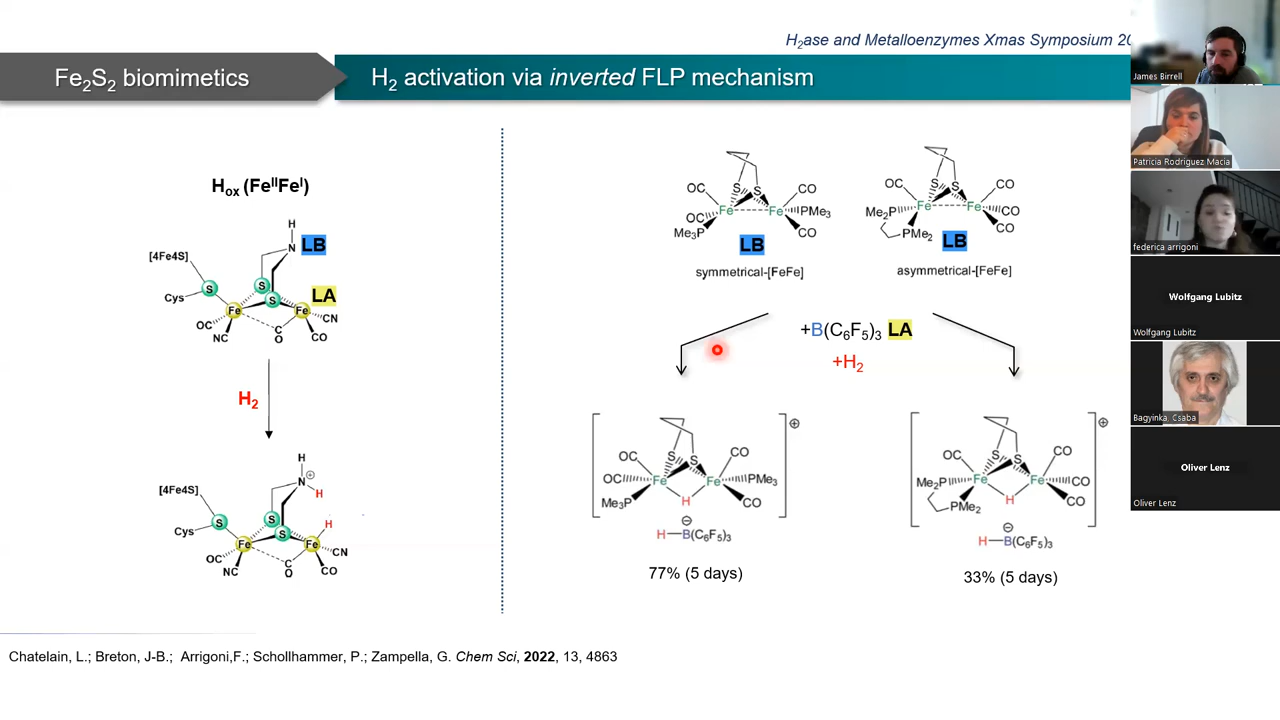 H2ase and Metalloenzymes Xmas Symposium 20
Fe2S2 biomimetics
H2 activation via inverted FLP mechanism
Hox (FeIIFeI)
H
N LB
[4Fe4S]
S
S
S
Cys
LA
Fe
Fe
CN
OC
NC
C
O
CO
H2
H
N
⊕
H
[4Fe4S]
S
S
S
H
Cys
Fe
Fe
CN
OC
NC
C
O
CO
OC
S
S
CO
Fe
Fe
PMe3
OC
Me3P
CO
LB
symmetrical-[FeFe]
OC
S
S
CO
Me2P
Fe
Fe
CO
PMe2
CO
LB
asymmetrical-[FeFe]
+B(C6F5)3 LA
+H2
⊕
OC
S
S
CO
OC
Fe
Fe
PMe3
Me3P
H
CO
⊖
H—B(C6F5)3
77% (5 days)
⊕
OC
S
S
CO
Me2P
Fe
Fe
CO
PMe2
H
CO
⊖
H—B(C6F5)3
33% (5 days)
Chatelain, L.; Breton, J-B.; Arrigoni,F.; Schollhammer, P.; Zampella, G. Chem Sci, 2022, 13, 4863
James Birrell
Patricia Rodriguez Macia
federica arrigoni
Wolfgang Lubitz
Wolfgang Lubitz
Bagyinka, Csaba
Oliver Lenz
Oliver Lenz